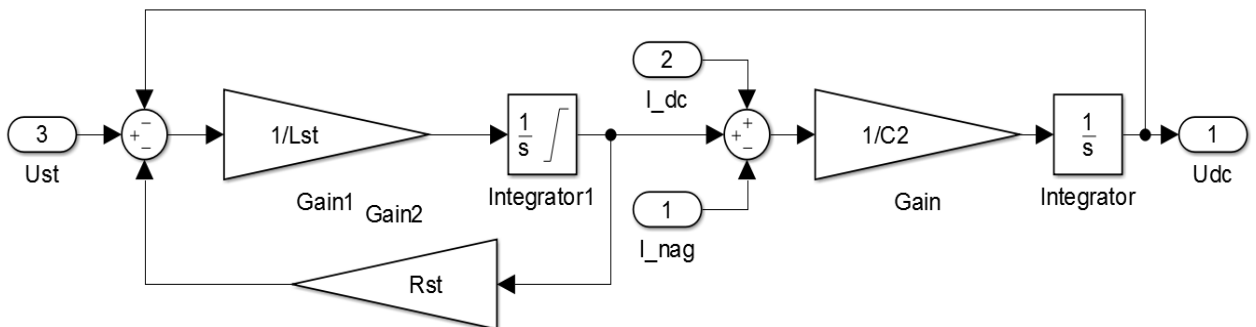 2
I_dc
3
Ust
−
+
−
1/Lst
1
s
Integrator1
+
+
−
1/C2
1
s
Integrator
1
Udc
Gain1
Gain2
Gain
1
I_nag
Rst